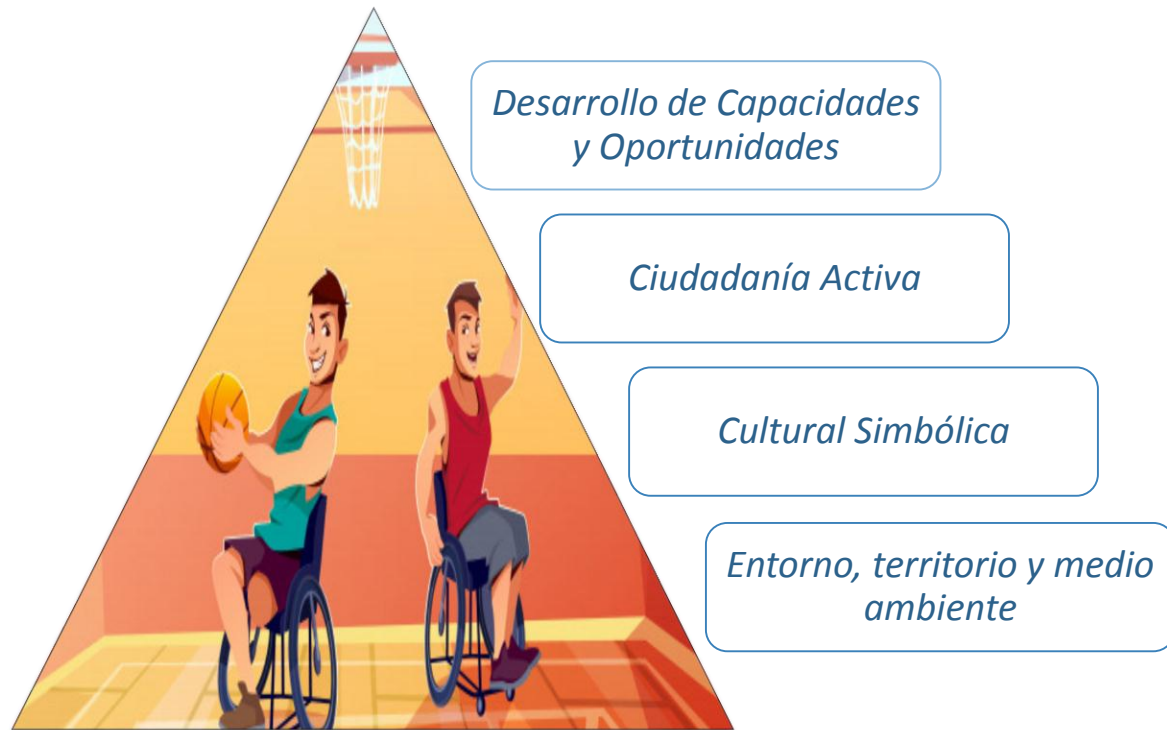 Desarrollo de Capacidades
y Oportunidades
Ciudadanía Activa
Cultural Simbólica
Entorno, territorio y medio
ambiente